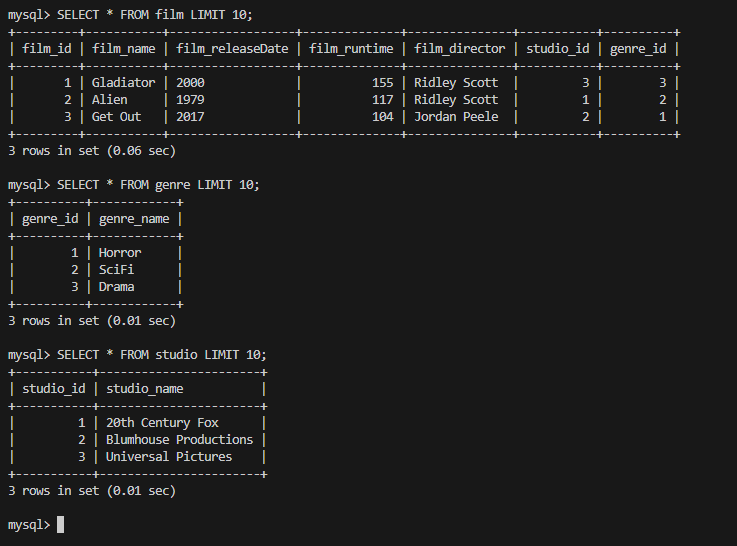 mysql> SELECT * FROM film LIMIT 10;
+---------+-----------+------------------+--------------+---------------+-----------+----------+
| film_id | film_name | film_releaseDate | film_runtime | film_director | studio_id | genre_id |
+---------+-----------+------------------+--------------+---------------+-----------+----------+
|       1 | Gladiator | 2000             |          155 | Ridley Scott  |         3 |        3 |
|       2 | Alien     | 1979             |          117 | Ridley Scott  |         1 |        2 |
|       3 | Get Out   | 2017             |          104 | Jordan Peele  |         2 |        1 |
+---------+-----------+------------------+--------------+---------------+-----------+----------+
3 rows in set (0.06 sec)
mysql> SELECT * FROM genre LIMIT 10;
+----------+------------+
| genre_id | genre_name |
+----------+------------+
|        1 | Horror     |
|        2 | SciFi      |
|        3 | Drama      |
+----------+------------+
3 rows in set (0.01 sec)
mysql> SELECT * FROM studio LIMIT 10;
+-----------+-----------------------+
| studio_id | studio_name           |
+-----------+-----------------------+
|         1 | 20th Century Fox      |
|         2 | Blumhouse Productions |
|         3 | Universal Pictures    |
+-----------+-----------------------+
3 rows in set (0.01 sec)
mysql>